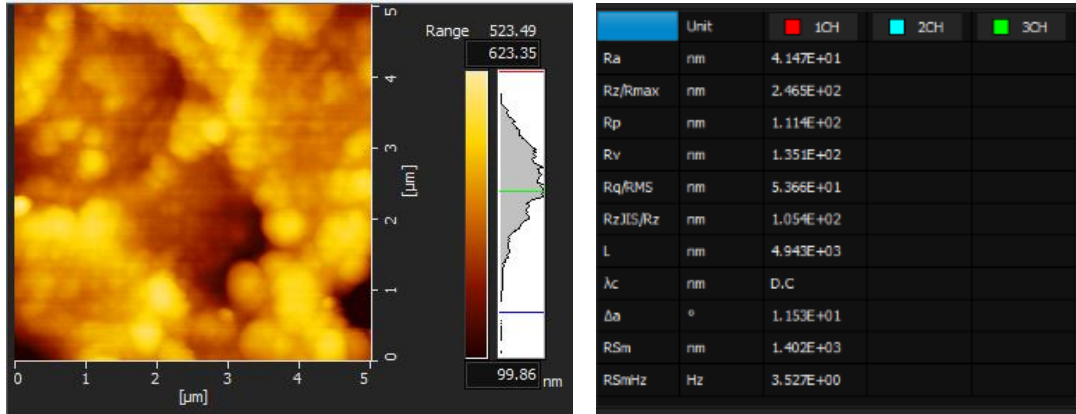 Range 523.49
623.35
5
4
3
2
1
0
[µm]
0 1 2 3 4 5
[µm]
99.86 nm
Unit 1CH 2CH 3CH
Ra nm 4.147E+01
Rz/Rmax nm 2.465E+02
Rp nm 1.114E+02
Rv nm 1.351E+02
Rq/RMS nm 5.366E+01
RzJIS/Rz nm 1.054E+02
L nm 4.943E+03
λc nm D.C
Δa ° 1.153E+01
RSm nm 1.402E+03
RSmHz Hz 3.527E+00